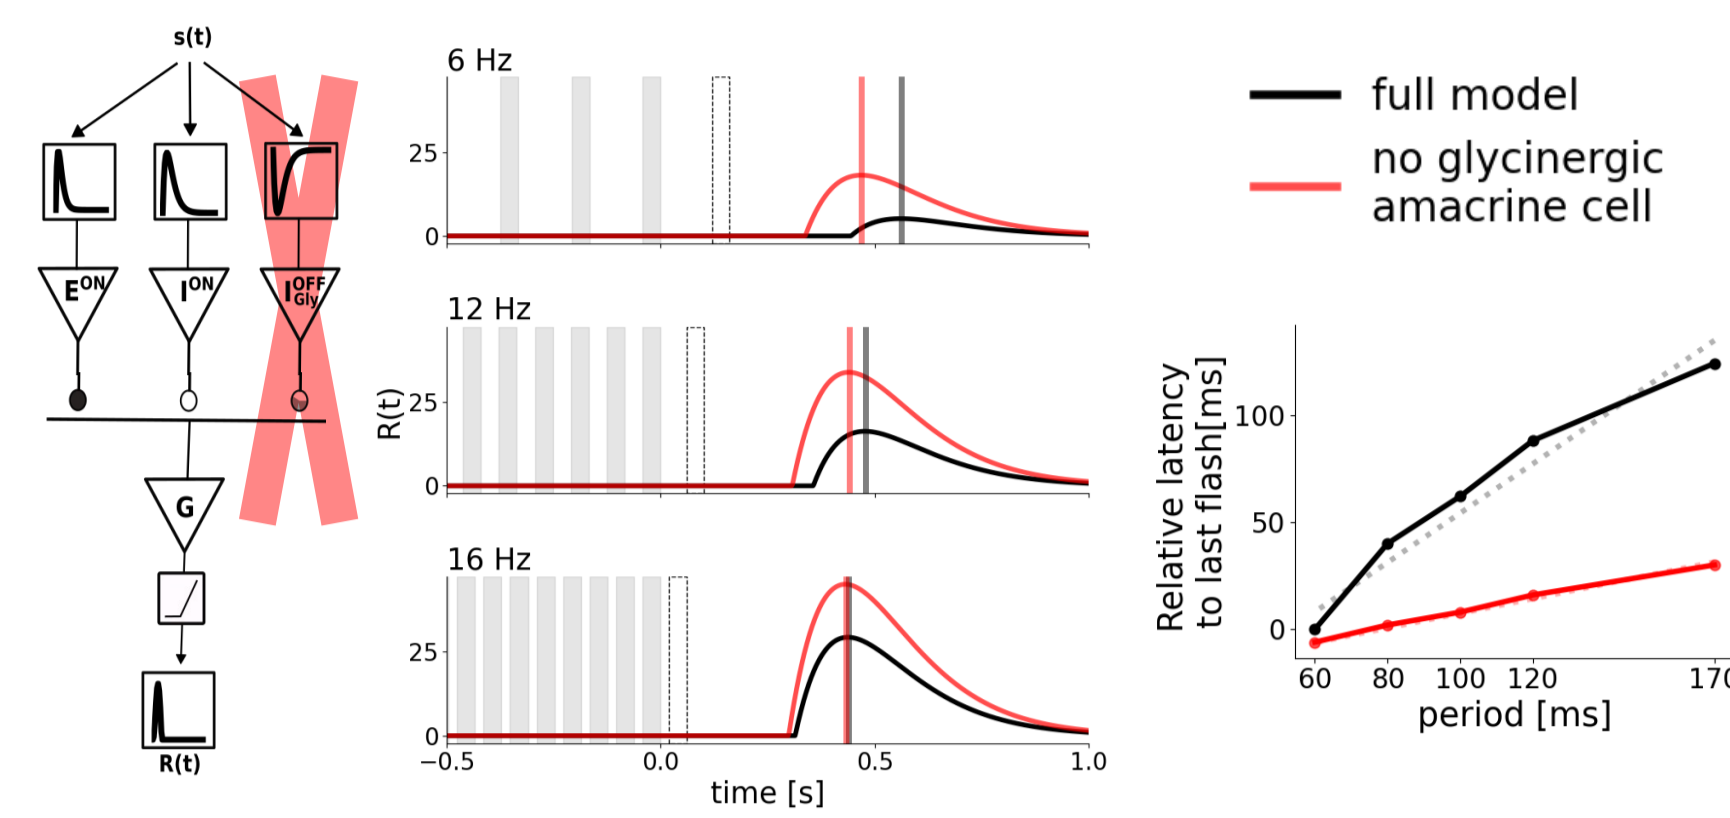 s(t)
E^ON
I^ON
I^OFF_Gly
G
R(t)
6 Hz
25
0
12 Hz
25
0
R(t)
16 Hz
25
0
−0.5
0.0
0.5
1.0
time [s]
full model
no glycinergic
amacrine cell
Relative latency
to last flash[ms]
100
50
0
60
80
100
120
170
period [ms]